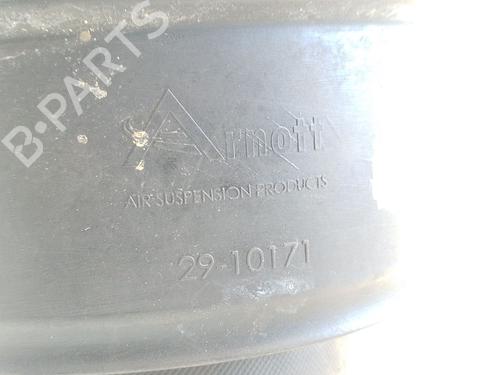 B-PARTS
Arnott
AIR SUSPENSION PRODUCTS
29-10171